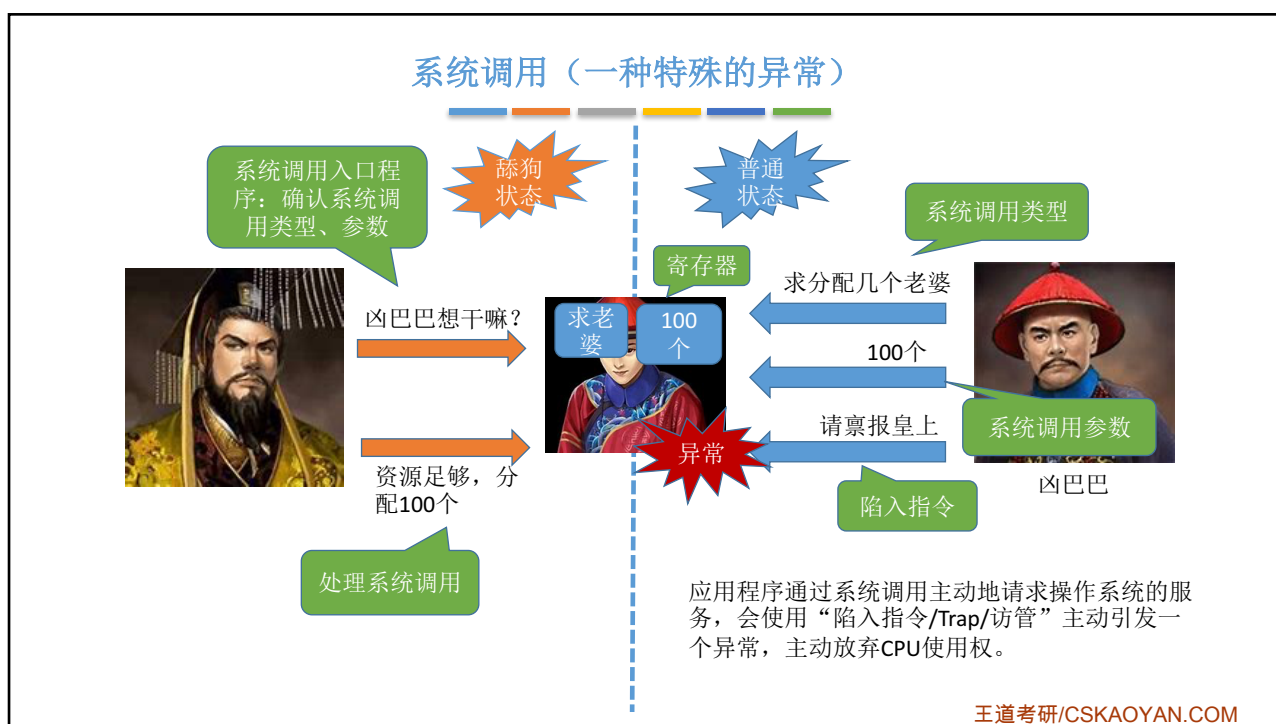 系统调用（一种特殊的异常）
系统调用入口程
序：确认系统调
用类型、参数
舔狗
状态
普通
状态
系统调用类型
寄存器
凶巴巴想干嘛？
求老
婆
100
个
求分配几个老婆
100个
系统调用参数
请禀报皇上
异常
资源足够，分
配100个
陷入指令
凶巴巴
处理系统调用
应用程序通过系统调用主动地请求操作系统的服
务，会使用“陷入指令/Trap/访管”主动引发一
个异常，主动放弃CPU使用权。
王道考研/CSKAOYAN.COM